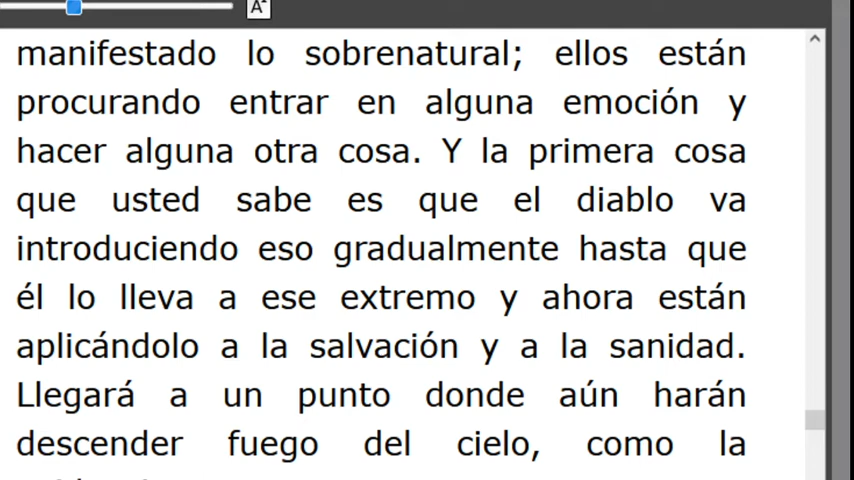 A
manifestado lo sobrenatural; ellos están
procurando entrar en alguna emoción y
hacer alguna otra cosa. Y la primera cosa
que usted sabe es que el diablo va
introduciendo eso gradualmente hasta que
él lo lleva a ese extremo y ahora están
aplicándolo a la salvación y a la sanidad.
Llegará a un punto donde aún harán
descender fuego del cielo, como la